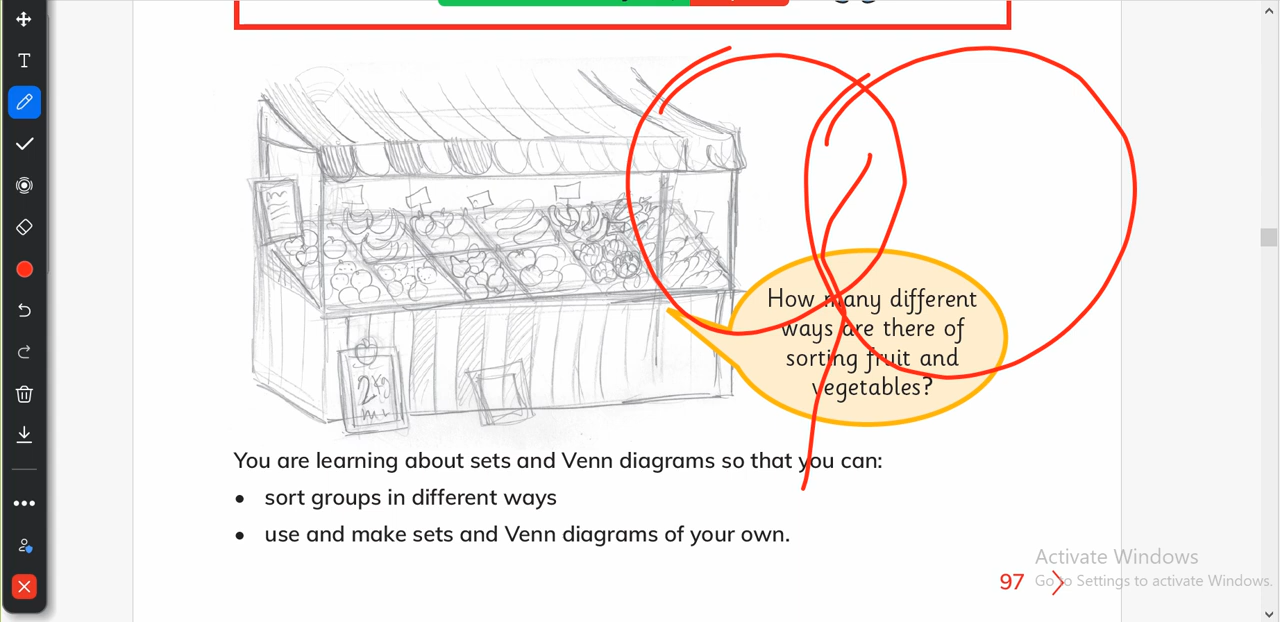 How many different
ways are there of
sorting fruit and
vegetables?
You are learning about sets and Venn diagrams so that you can:
• sort groups in different ways
• use and make sets and Venn diagrams of your own.
Activate Windows
97
Go to Settings to activate Windows.